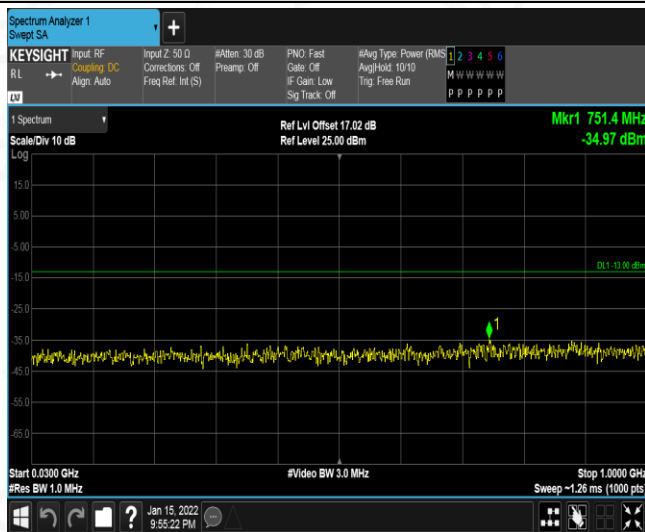 Spectrum Analyzer 1
Swept SA
+
KEYSIGHT
RL
LXI
Input: RF
Coupling: DC
Align: Auto
Input Z: 50 Ω
Corrections: Off
Freq Ref: Int (S)
#Atten: 30 dB
Preamp: Off
PNO: Fast
Gate: Off
IF Gain: Low
Sig Track: Off
#Avg Type: Power (RMS
Avg|Hold: 10/10
Trig: Free Run
1 2 3 4 5 6
M W W W W W
P P P P P P
1 Spectrum
Scale/Div 10 dB
Log
Ref Lvl Offset 17.02 dB
Ref Level 25.00 dBm
Mkr1 751.4 MHz
-34.97 dBm
15.0
5.00
-5.00
DL1 -13.00 dBm
-15.0
-25.0
1
-35.0
-45.0
-55.0
-65.0
Start 0.0300 GHz
#Res BW 1.0 MHz
#Video BW 3.0 MHz
Stop 1.0000 GHz
Sweep ~1.26 ms (1000 pts)
?
Jan 15, 2022
9:55:22 PM